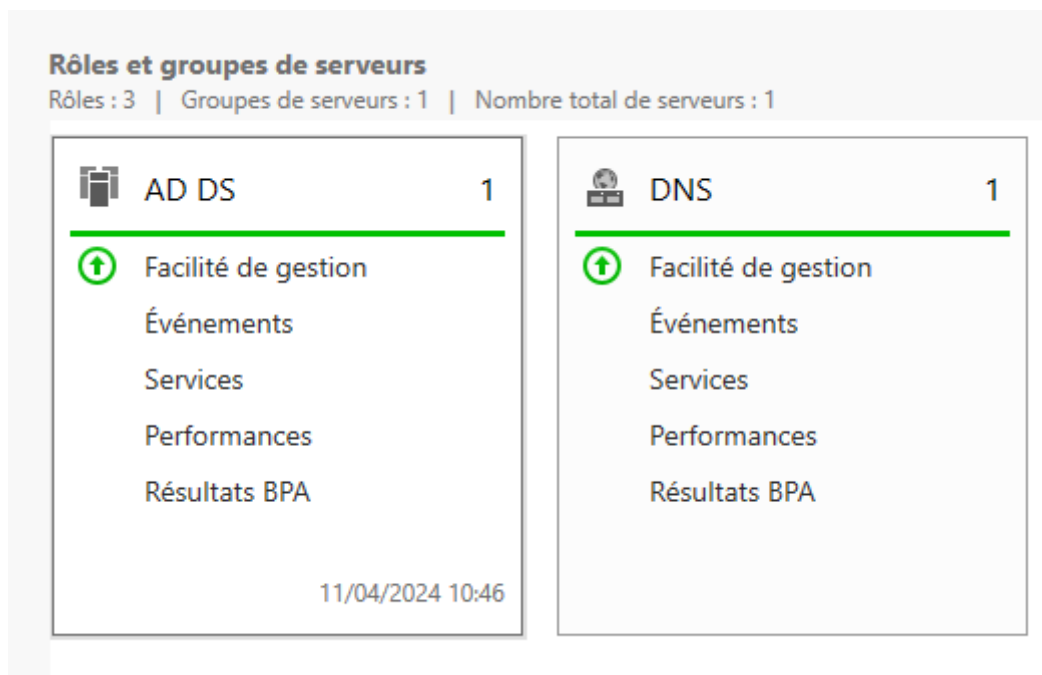 Rôles et groupes de serveurs
Rôles : 3 | Groupes de serveurs : 1 | Nombre total de serveurs : 1
AD DS 1
Facilité de gestion
Événements
Services
Performances
Résultats BPA
11/04/2024 10:46
DNS 1
Facilité de gestion
Événements
Services
Performances
Résultats BPA